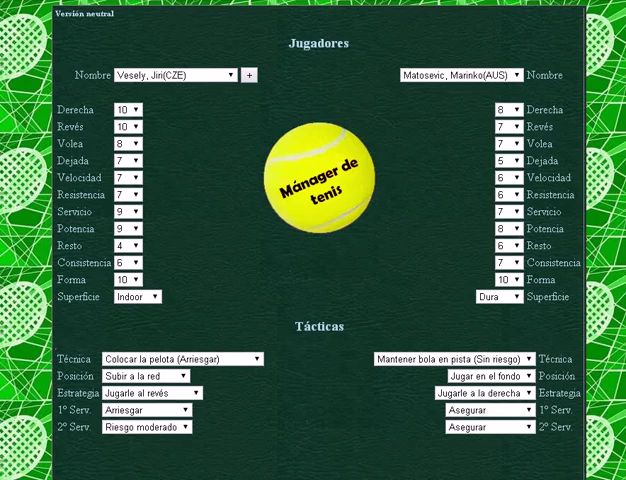 Versión neutral
Jugadores
Nombre Vesely, Jiri(CZE) + Matosevic, Marinko(AUS) Nombre
Derecha 10 8 Derecha
Revés 10 7 Revés
Volea 8 7 Volea
Dejada 7 5 Dejada
Velocidad 7 6 Velocidad
Resistencia 7 6 Resistencia
Servicio 9 7 Servicio
Potencia 9 8 Potencia
Resto 4 6 Resto
Consistencia 6 7 Consistencia
Forma 10 10 Forma
Superficie Indoor Dura Superficie
Mánager de
tenis
Tácticas
Técnica Colocar la pelota (Arriesgar) Mantener bola en pista (Sin riesgo) Técnica
Posición Subir a la red Jugar en el fondo Posición
Estrategia Jugarle al revés Jugarle a la derecha Estrategia
1º Serv. Arriesgar Asegurar 1º Serv.
2º Serv. Riesgo moderado Asegurar 2º Serv.